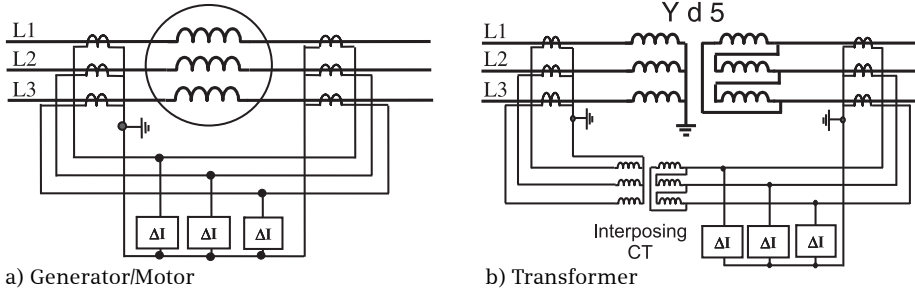 Y d 5
L1
L2
L3
L1
L2
L3
Interposing
CT
ΔI
ΔI
ΔI
ΔI
ΔI
ΔI
a) Generator/Motor
b) Transformer